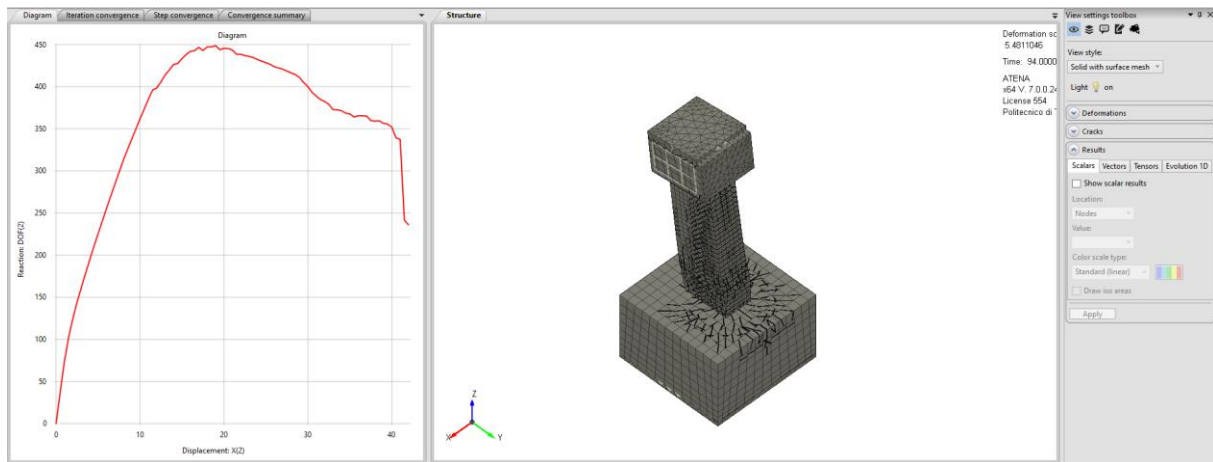 Diagram
Iteration convergence
Step convergence
Convergence summary
Diagram
450
400
350
300
250
200
150
100
50
0
Reaction: DOF(2)
0
10
20
30
40
Displacement: X(2)
Structure
Deformation sc
5.4811046
Time: 94.0000
ATENA
x64 V. 7.0.0.24
License 554
Politecnico di T
Z
X
Y
View settings toolbox
View style:
Solid with surface mesh
Light on
Deformations
Cracks
Results
Scalars Vectors Tensors Evolution 1D
Show scalar results
Location:
Nodes
Value:
Color scale type:
Standard (linear)
Draw iso areas
Apply